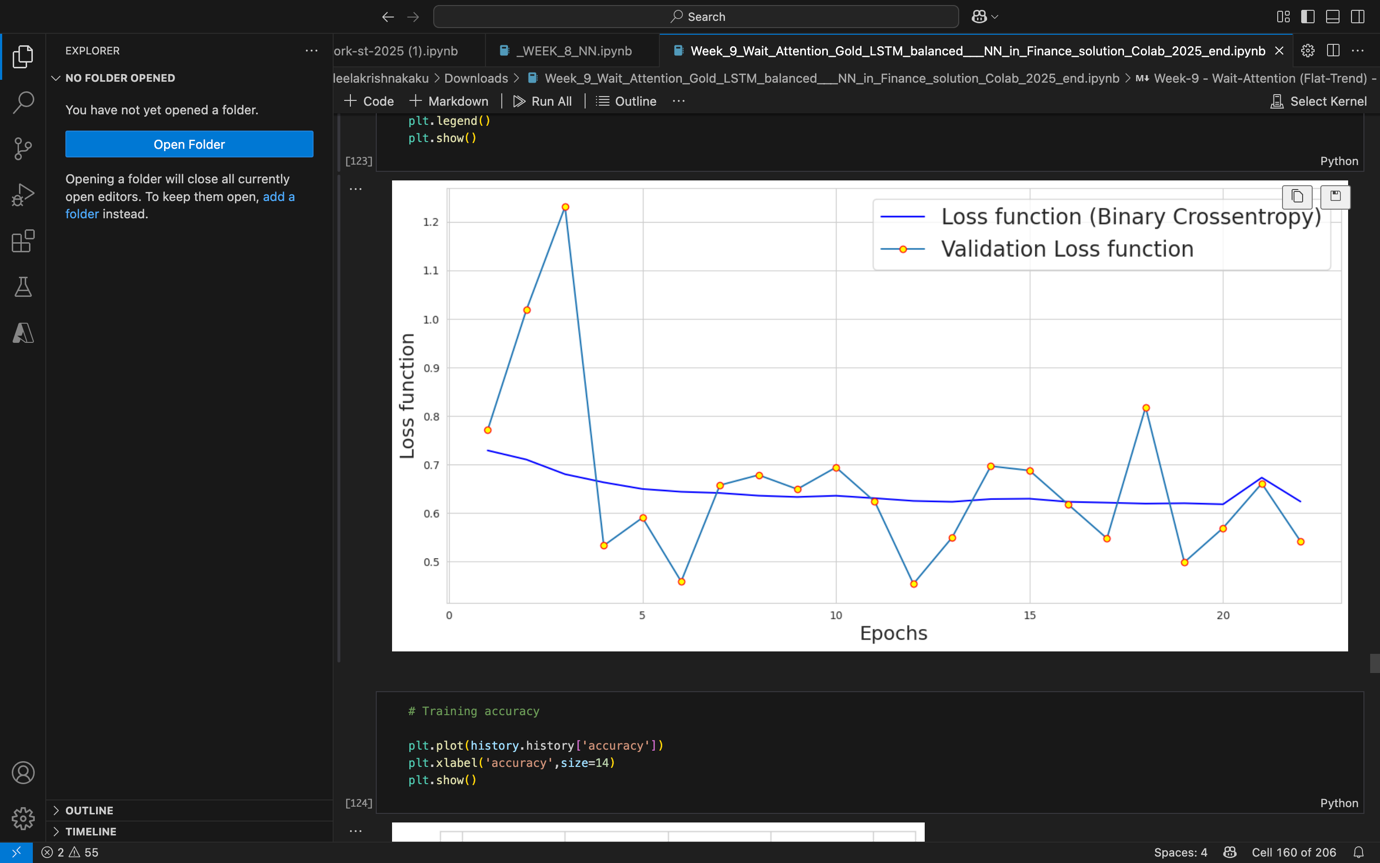 Search
EXPLORER
NO FOLDER OPENED
You have not yet opened a folder.
Open Folder
Opening a folder will close all currently
open editors. To keep them open, add a
folder instead.
OUTLINE
TIMELINE
ork-st-2025 (1).ipynb
_WEEK_8_NN.ipynb
Week_9_Wait_Attention_Gold_LSTM_balanced___NN_in_Finance_solution_Colab_2025_end.ipynb
leelakrishnakaku > Downloads > Week_9_Wait_Attention_Gold_LSTM_balanced___NN_in_Finance_solution_Colab_2025_end.ipynb > M↓ Week-9 - Wait-Attention (Flat-Trend) -
+ Code + Markdown Run All Outline ... Select Kernel
plt.legend()
plt.show()
[123]
Python
Loss function (Binary Crossentropy)
Validation Loss function
Loss function
1.2
1.1
1.0
0.9
0.8
0.7
0.6
0.5
0 5 10 15 20
Epochs
# Training accuracy
plt.plot(history.history['accuracy'])
plt.xlabel('accuracy',size=14)
plt.show()
[124]
Python
2 55
Spaces: 4
Cell 160 of 206